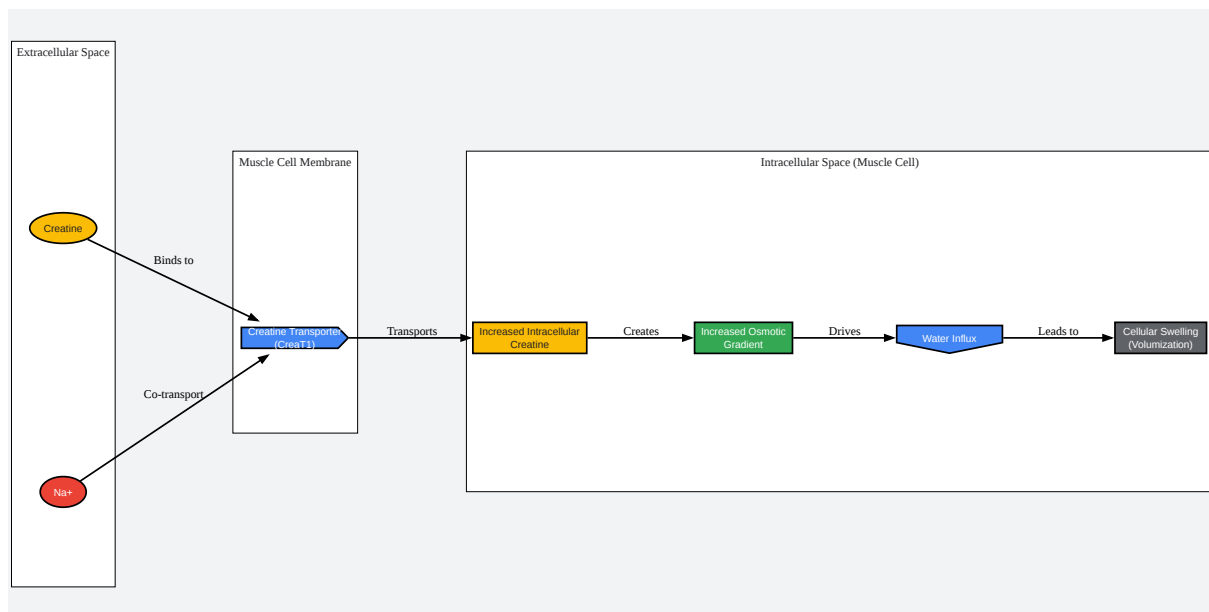 Extracellular Space
Muscle Cell Membrane
Intracellular Space (Muscle Cell)
Creatine
Binds to
Creatine Transporter
(CreaT1)
Transports
Increased Intracellular
Creatine
Creates
Increased Osmotic
Gradient
Drives
Water Influx
Leads to
Cellular Swelling
(Volumization)
Co-transport
Na+